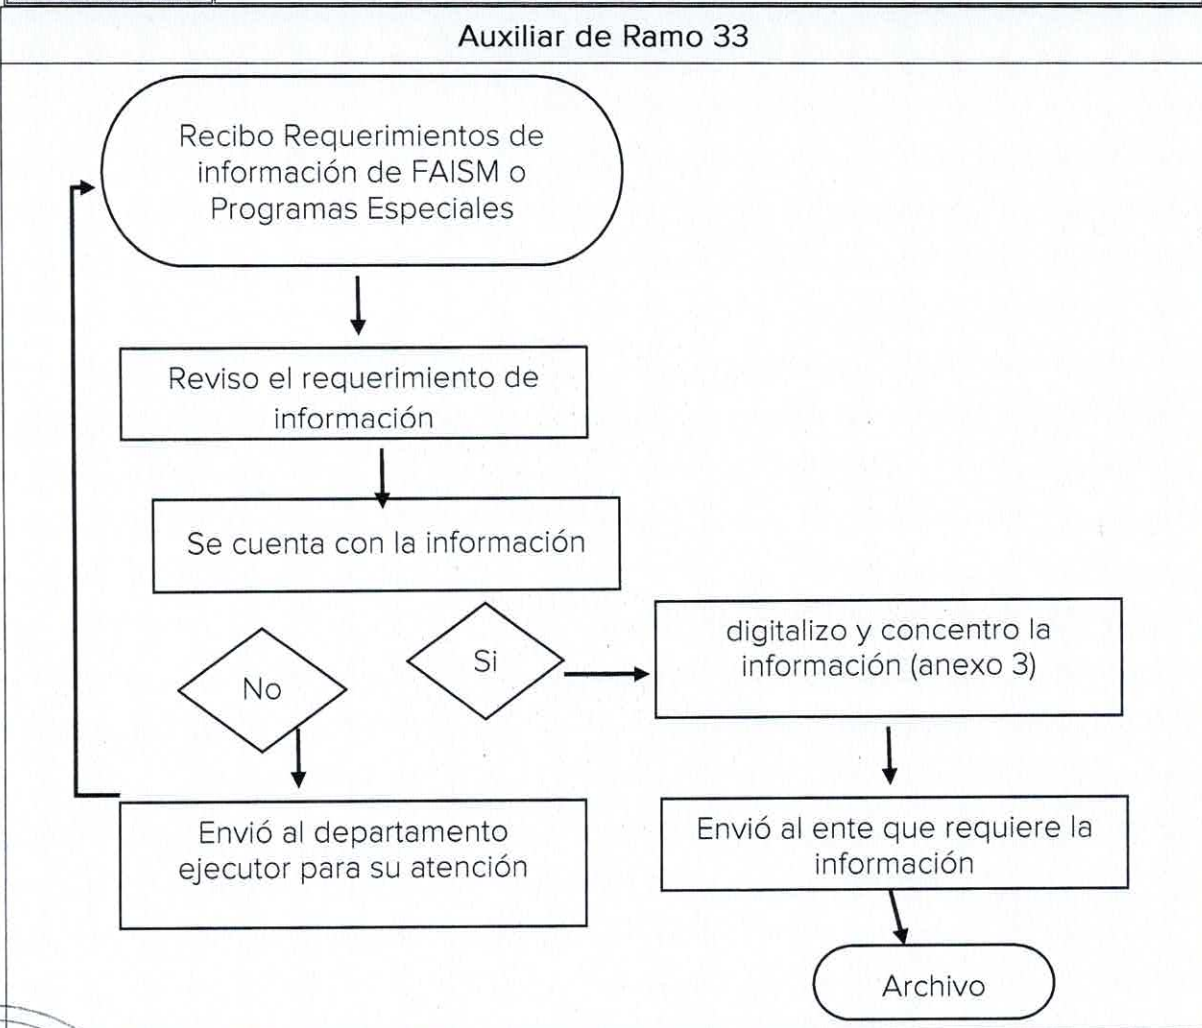 Auxiliar de Ramo 33
Recibo Requerimientos de
información de FAISM o
Programas Especiales
Reviso el requerimiento de
información
Se cuenta con la información
Si
No
digitalizo y concentro la
información (anexo 3)
Envió al departamento
ejecutor para su atención
Envió al ente que requiere la
información
Archivo